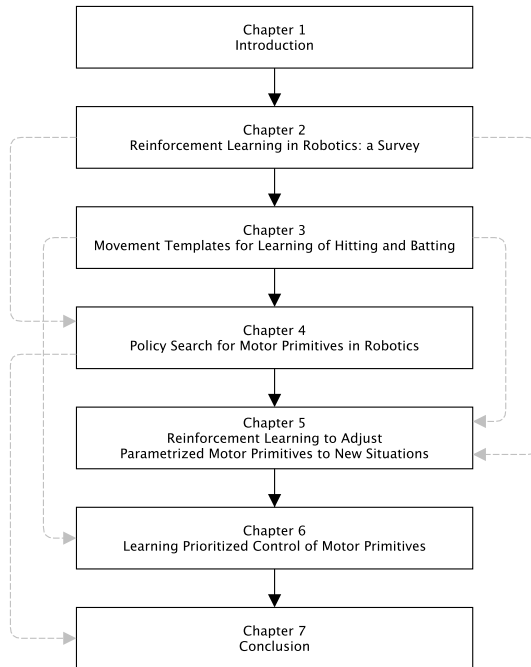 Chapter 1
Introduction
Chapter 2
Reinforcement Learning in Robotics: a Survey
Chapter 3
Movement Templates for Learning of Hitting and Batting
Chapter 4
Policy Search for Motor Primitives in Robotics
Chapter 5
Reinforcement Learning to Adjust
Parametrized Motor Primitives to New Situations
Chapter 6
Learning Prioritized Control of Motor Primitives
Chapter 7
Conclusion